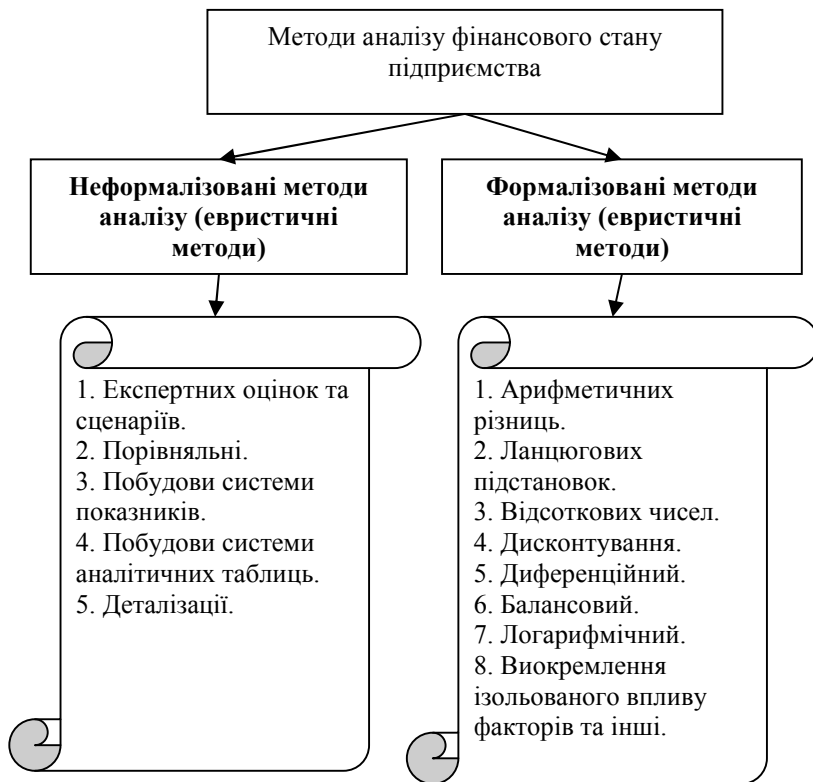 Методи аналізу фінансового стану
підприємства
Неформалізовані методи
аналізу (евристичні
методи)
Формалізовані методи
аналізу (евристичні
методи)
1. Експертних оцінок та
сценаріїв.
2. Порівняльні.
3. Побудови системи
показників.
4. Побудови системи
аналітичних таблиць.
5. Деталізації.
1. Арифметичних
різниць.
2. Ланцюгових
підстановок.
3. Відсоткових чисел.
4. Дисконтування.
5. Диференційний.
6. Балансовий.
7. Логарифмічний.
8. Виокремлення
ізольованого впливу
факторів та інші.